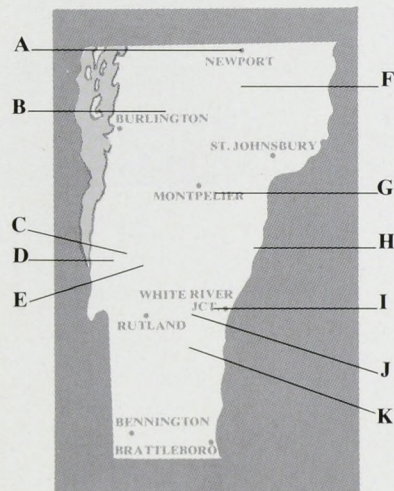 A
NEWPORT
F
B
BURLINGTON
ST. JOHNSBURY
G
MONTPELIER
C
H
D
E
WHITE RIVER
JCT.
I
RUTLAND
J
K
BENNINGTON
BRATTLEBORO